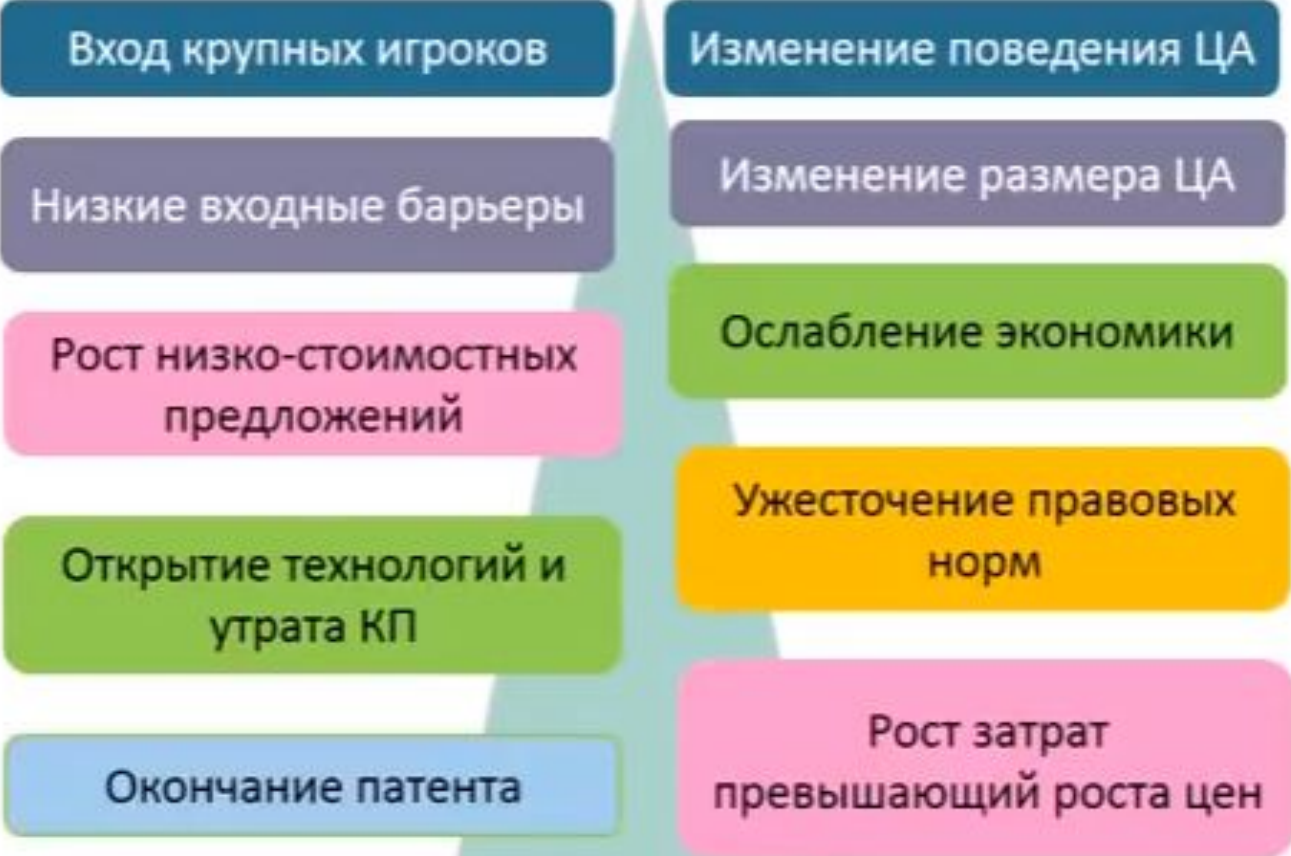 Вход крупных игроков
Низкие входные барьеры
Рост низко-стоимостных
предложений
Открытие технологий и
утрата КП
Окончание патента
Изменение поведения ЦА
Изменение размера ЦА
Ослабление экономики
Ужесточение правовых
норм
Рост затрат
превышающий роста цен